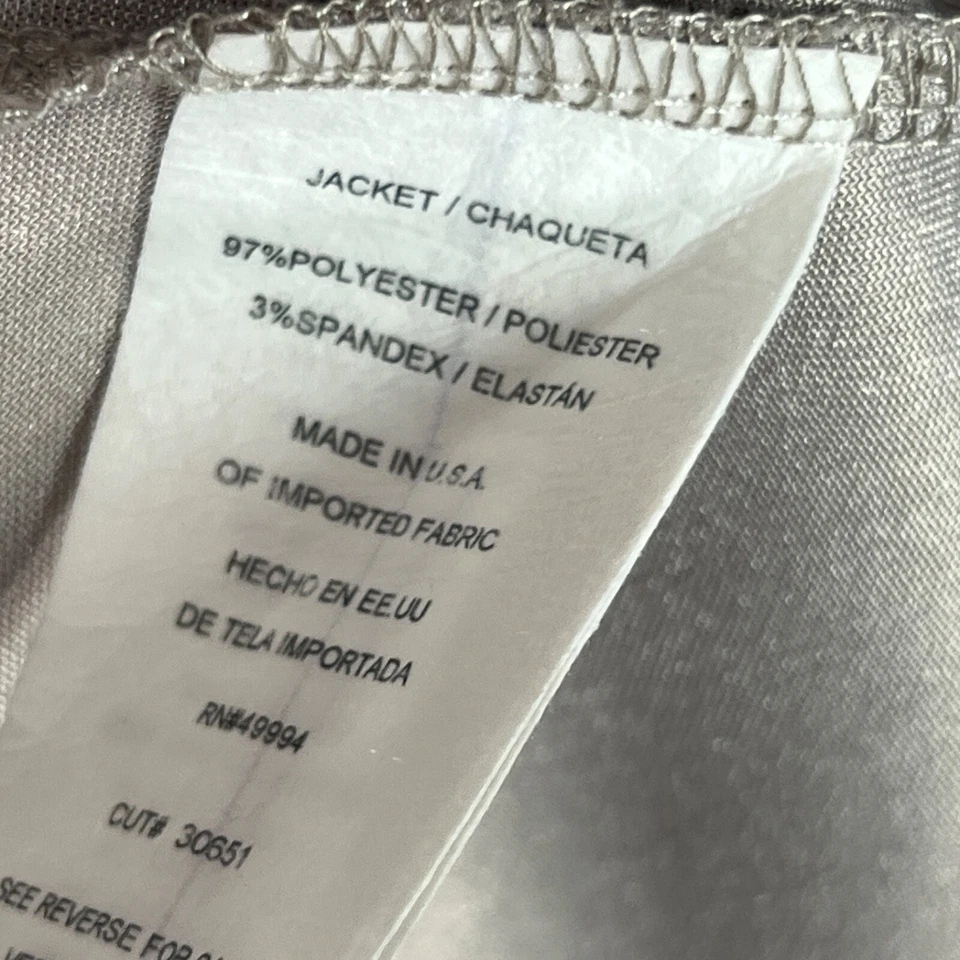 JACKET / CHAQUETA
97%POLYESTER / POLIESTER
3%SPANDEX / ELASTÁN
MADE IN U.S.A.
OF IMPORTED FABRIC
HECHO EN EE.UU
DE TELA IMPORTADA
RN#49994
CUT# 30651
SEE REVERSE FOR